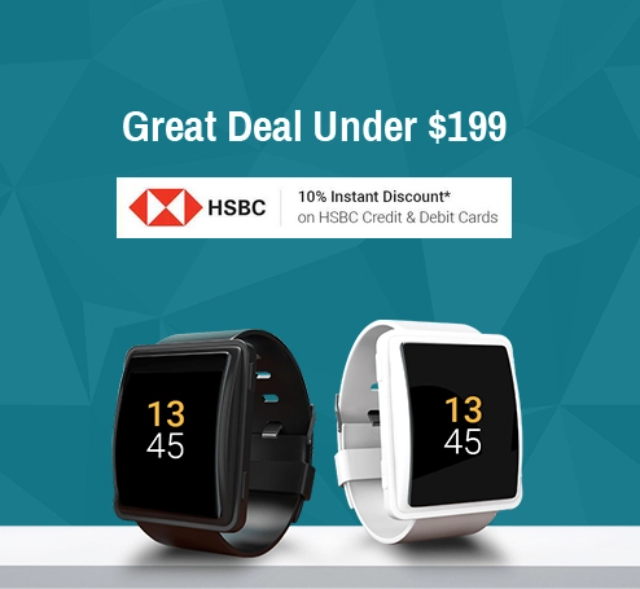 Great Deal Under $199
HSBC
10% Instant Discount*
on HSBC Credit & Debit Cards
13
45
13
45